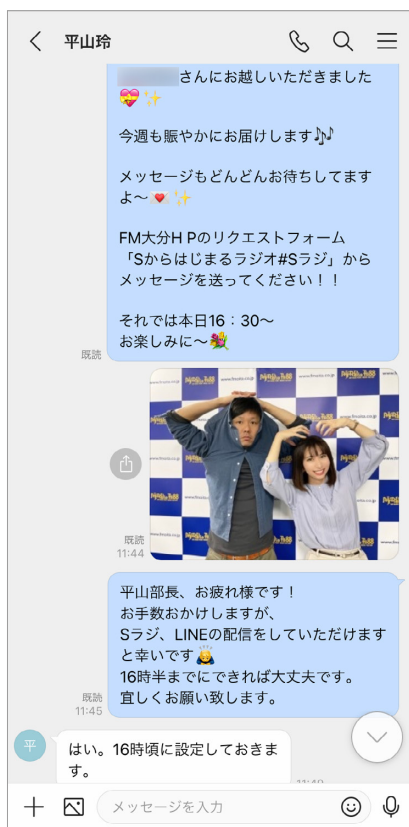 平山玲
さんにお越しいただきました
💝✨
今週も賑やかにお届けします🎶
メッセージもどんどんお待ちしてます
よ〜💌✨
FM大分H Pのリクエストフォーム
「Sからはじまるラジオ#Sラジ」から
メッセージを送ってください！！
それでは本日16：30〜
お楽しみに〜💐
既読
既読
11:44
平山部長、お疲れ様です！
お手数おかけしますが、
Sラジ、LINEの配信をしていただけます
と幸いです🙇
16時半までにできれば大丈夫です。
宜しくお願い致します。
既読
11:45
はい。16時頃に設定しておきま
す。
平
メッセージを入力